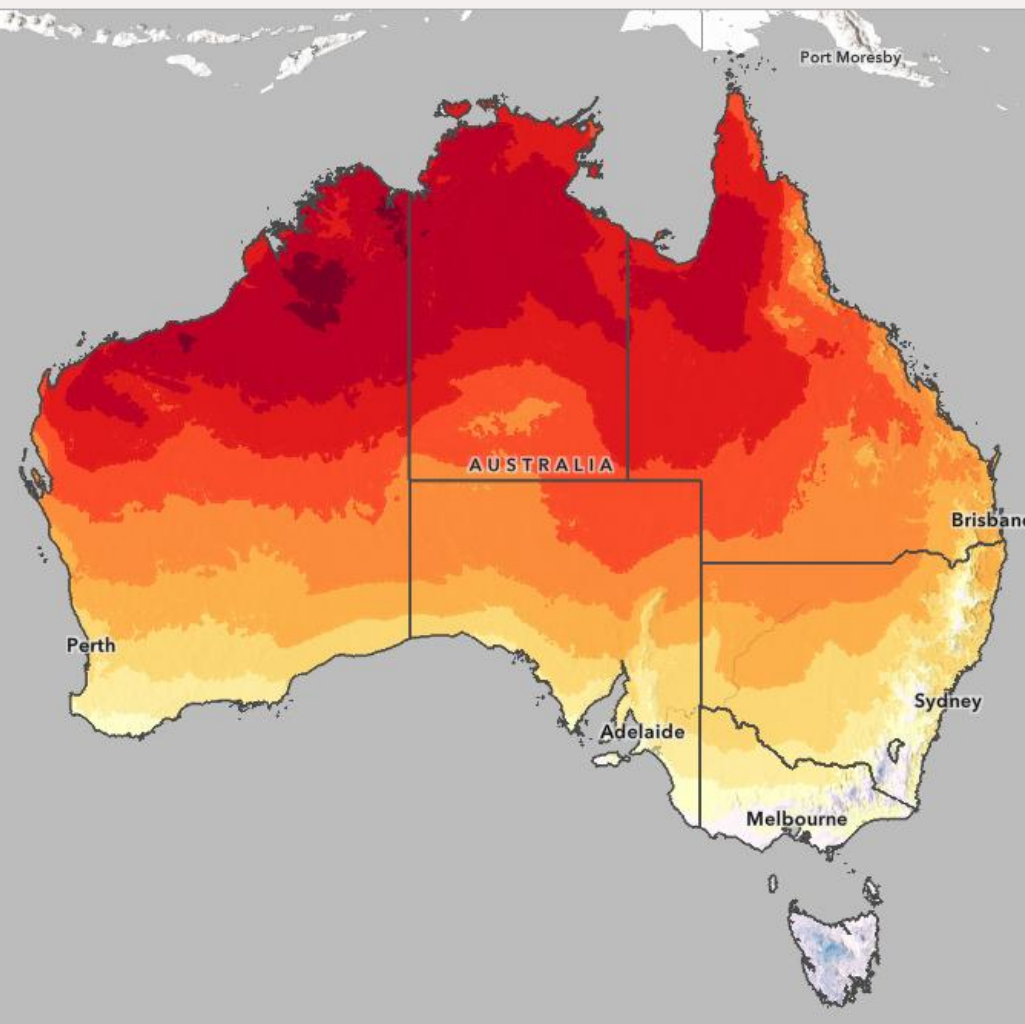 Port Moresby
AUSTRALIA
Brisban
Perth
Sydney
Adelaide
Melbourne